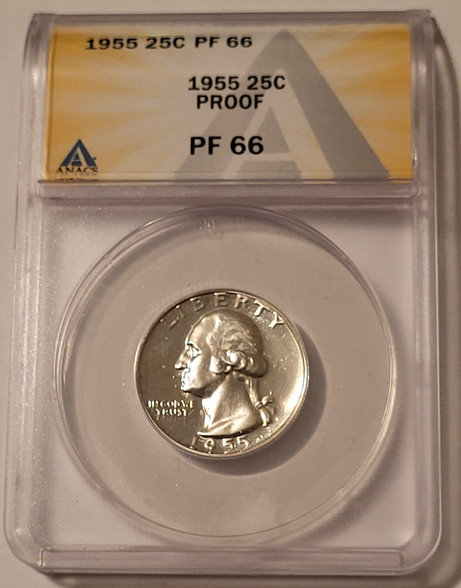 1955 25C PF 66
1955 25C
PROOF
PF 66
ANACS
LIBERTY
IN GOD WE
TRUST
1955